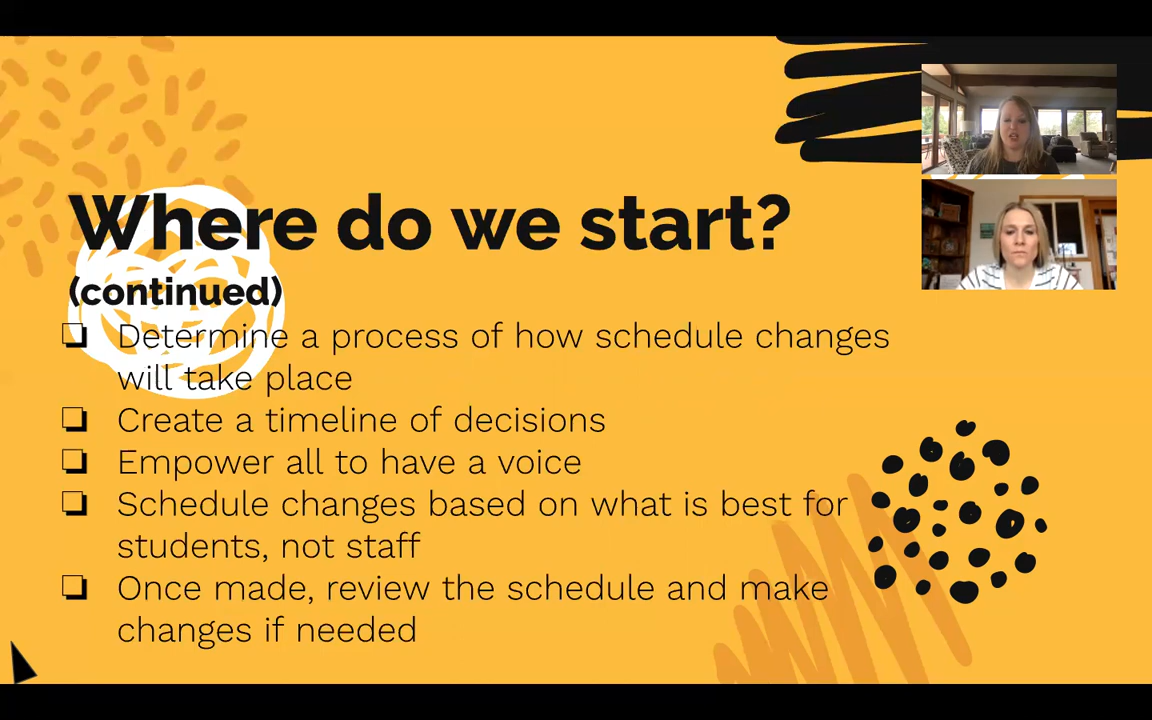 Where do we start?
(continued)
Determine a process of how schedule changes
will take place
Create a timeline of decisions
Empower all to have a voice
Schedule changes based on what is best for
students, not staff
Once made, review the schedule and make
changes if needed